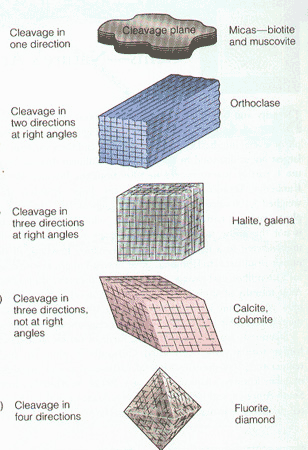 Cleavage in
one direction
Cleavage plane
Micas—biotite
and muscovite
Cleavage in
two directions
at right angles
Orthoclase
Cleavage in
three directions
at right angles
Halite, galena
) Cleavage in
three directions,
not at right
angles
Calcite,
dolomite
) Cleavage in
four directions
Fluorite,
diamond